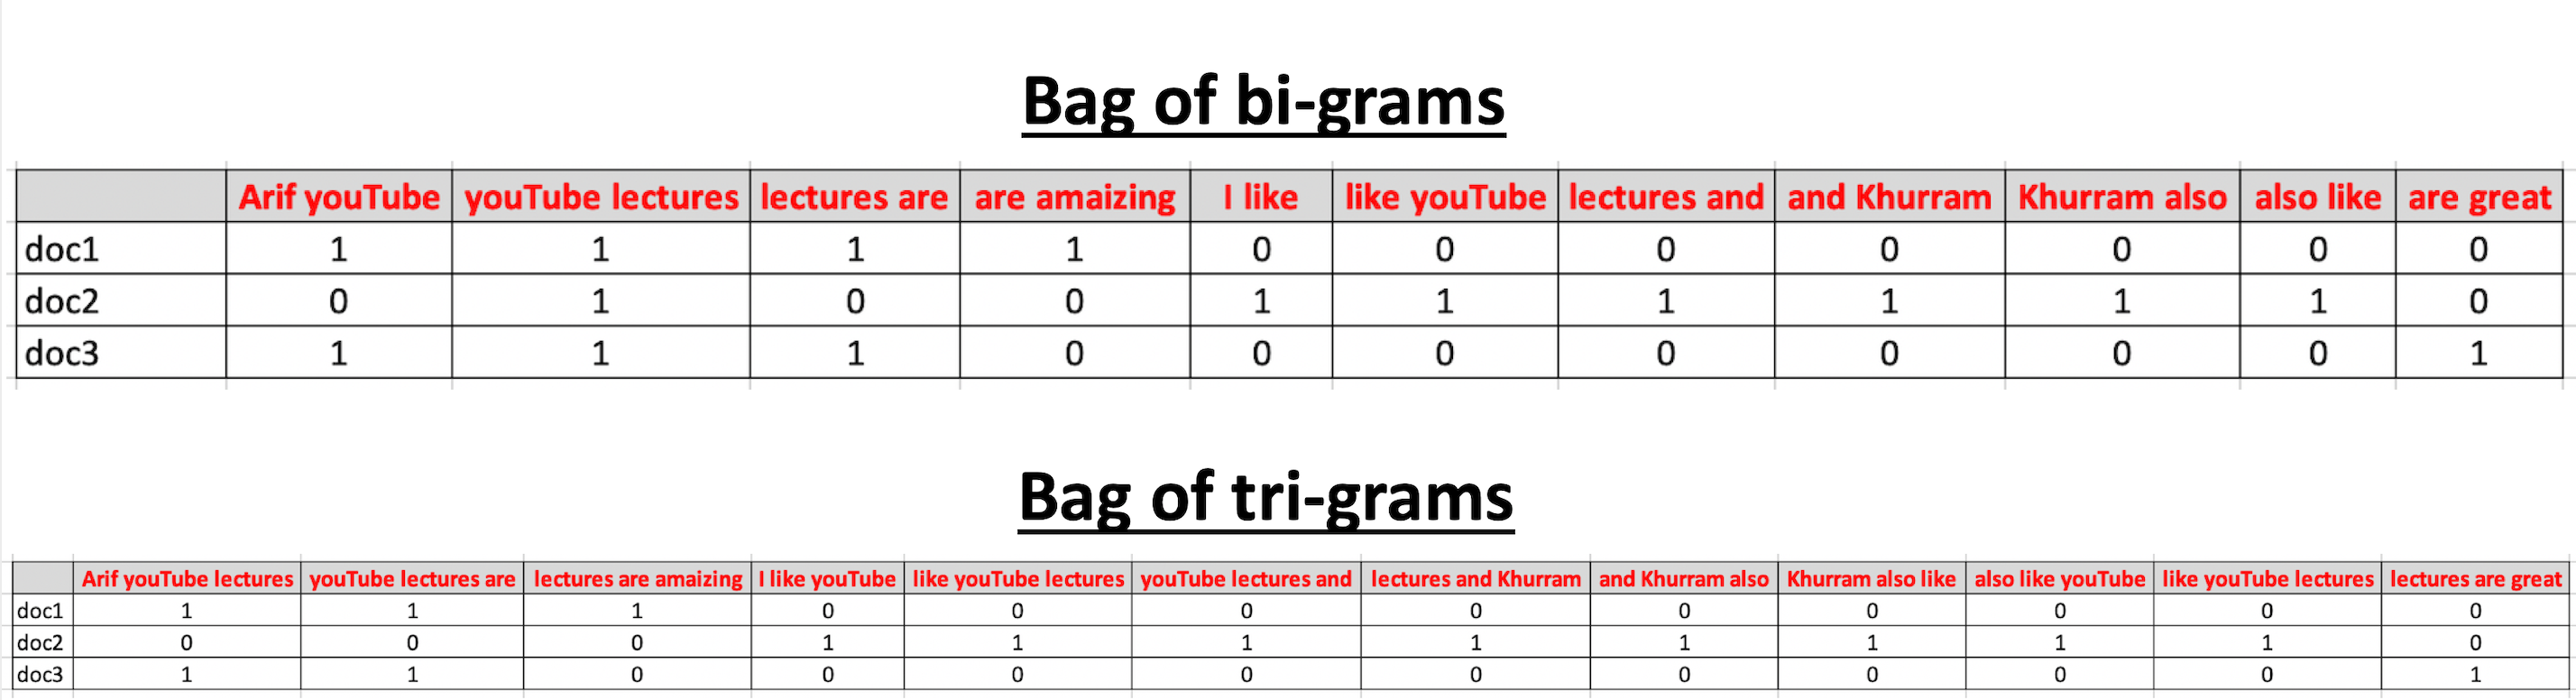 Bag of bi-grams
Arif youTube youTube lectures lectures are are amaizing I like like youTube lectures and and Khurram Khurram also also like are great
doc1 1 1 1 1 0 0 0 0 0 0 0
doc2 0 1 0 0 1 1 1 1 1 1 0
doc3 1 1 1 0 0 0 0 0 0 0 1
Bag of tri-grams
Arif youTube lectures youTube lectures are lectures are amaizing I like youTube like youTube lectures youTube lectures and lectures and Khurram and Khurram also Khurram also like also like youTube like youTube lectures lectures are great
doc1 1 1 1 0 0 0 0 0 0 0 0 0
doc2 0 0 0 1 1 1 1 1 1 1 1 0
doc3 1 1 0 0 0 0 0 0 0 0 0 1